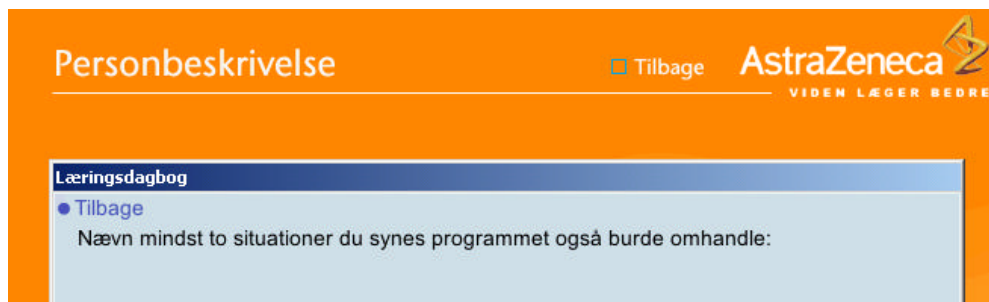 Personbeskrivelse
Tilbage
AstraZeneca
VIDEN LÆGER BEDRE
Læringsdagbog
Tilbage
Nævn mindst to situationer du synes programmet også burde omhandle: